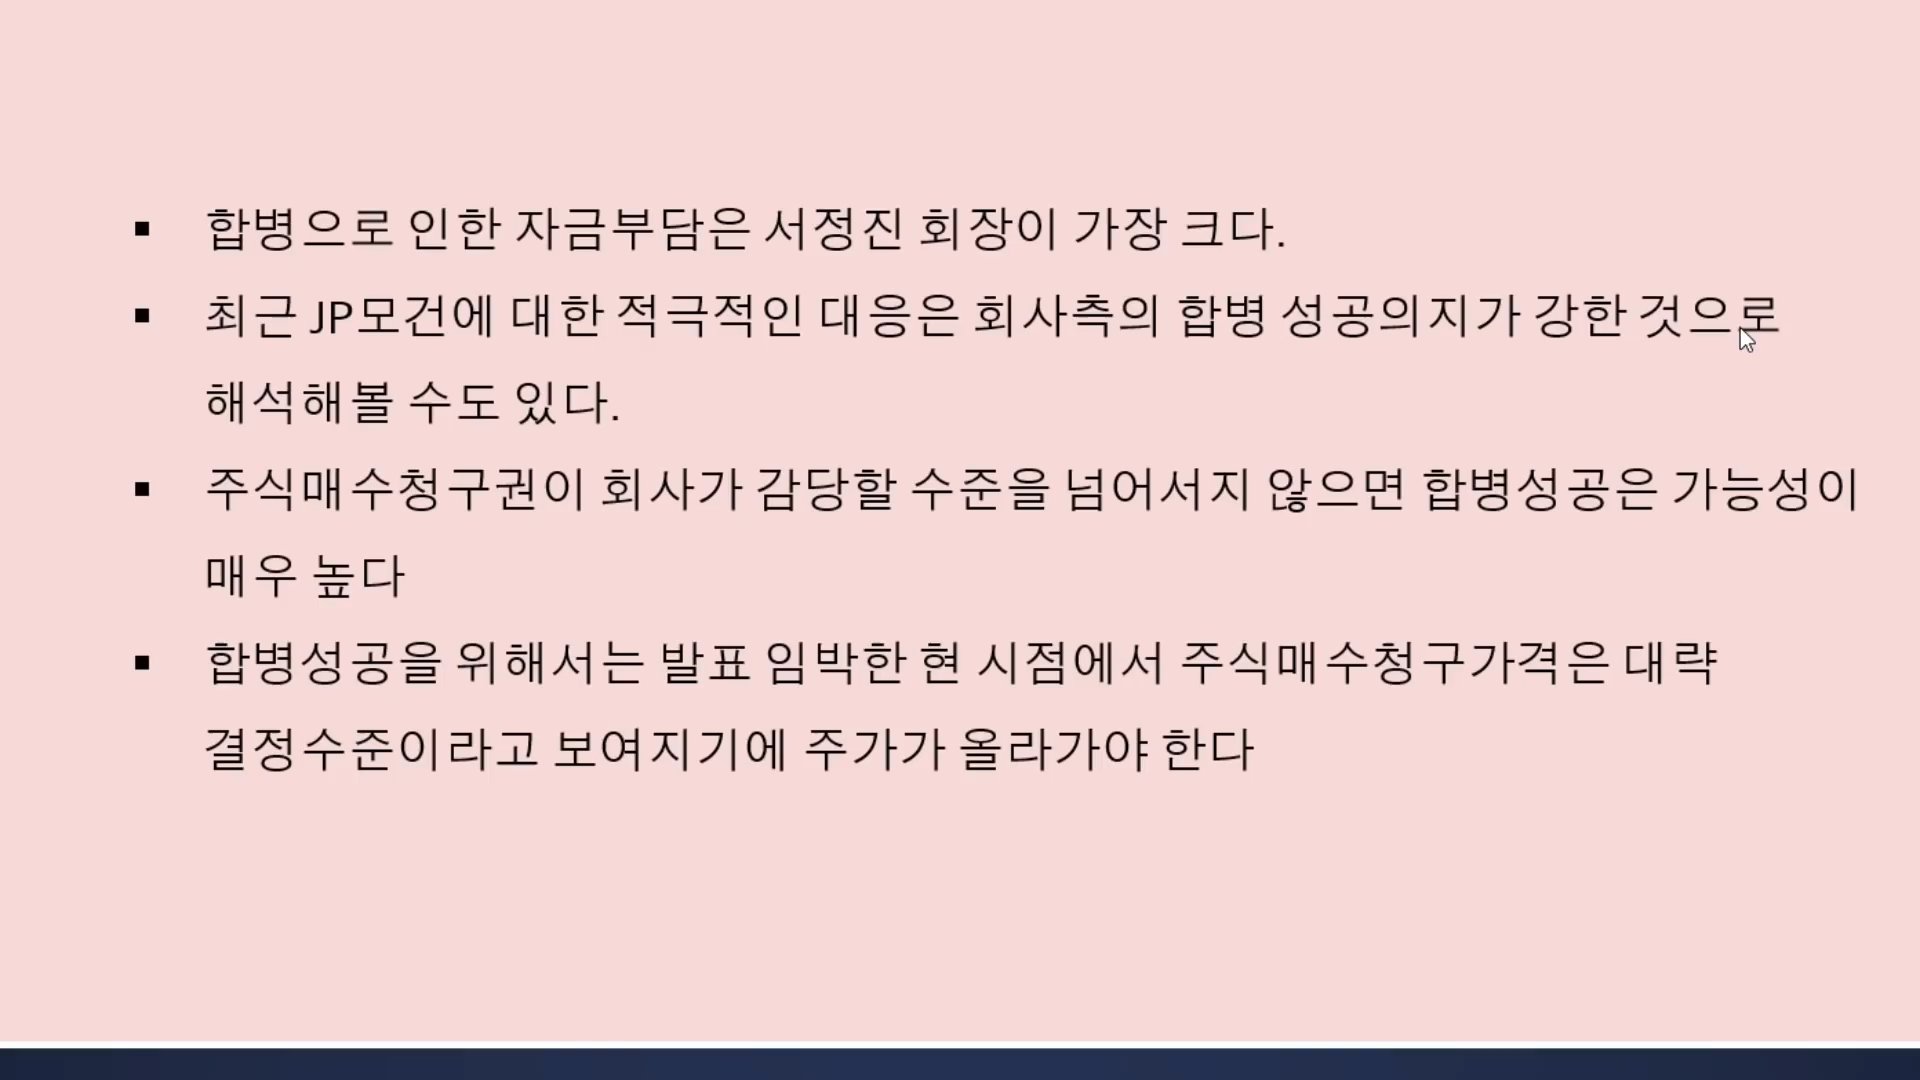 ▪ 합병으로 인한 자금부담은 서정진 회장이 가장 크다.
▪ 최근 JP모건에 대한 적극적인 대응은 회사측의 합병 성공의지가 강한 것으로
해석해볼 수도 있다.
▪ 주식매수청구권이 회사가 감당할 수준을 넘어서지 않으면 합병성공은 가능성이
매우 높다
▪ 합병성공을 위해서는 발표 임박한 현 시점에서 주식매수청구가격은 대략
결정수준이라고 보여지기에 주가가 올라가야 한다